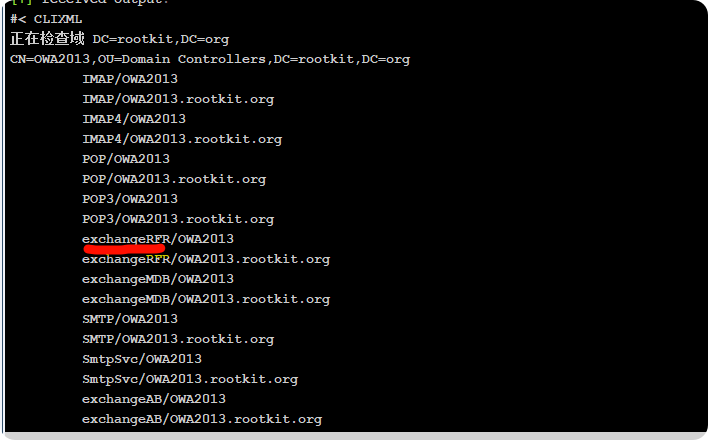 [+] received output:
#< CLIXML
正在检查域 DC=rootkit,DC=org
CN=OWA2013,OU=Domain Controllers,DC=rootkit,DC=org
IMAP/OWA2013
IMAP/OWA2013.rootkit.org
IMAP4/OWA2013
IMAP4/OWA2013.rootkit.org
POP/OWA2013
POP/OWA2013.rootkit.org
POP3/OWA2013
POP3/OWA2013.rootkit.org
exchangeRFR/OWA2013
exchangeRFR/OWA2013.rootkit.org
exchangeMDB/OWA2013
exchangeMDB/OWA2013.rootkit.org
SMTP/OWA2013
SMTP/OWA2013.rootkit.org
SmtpSvc/OWA2013
SmtpSvc/OWA2013.rootkit.org
exchangeAB/OWA2013
exchangeAB/OWA2013.rootkit.org